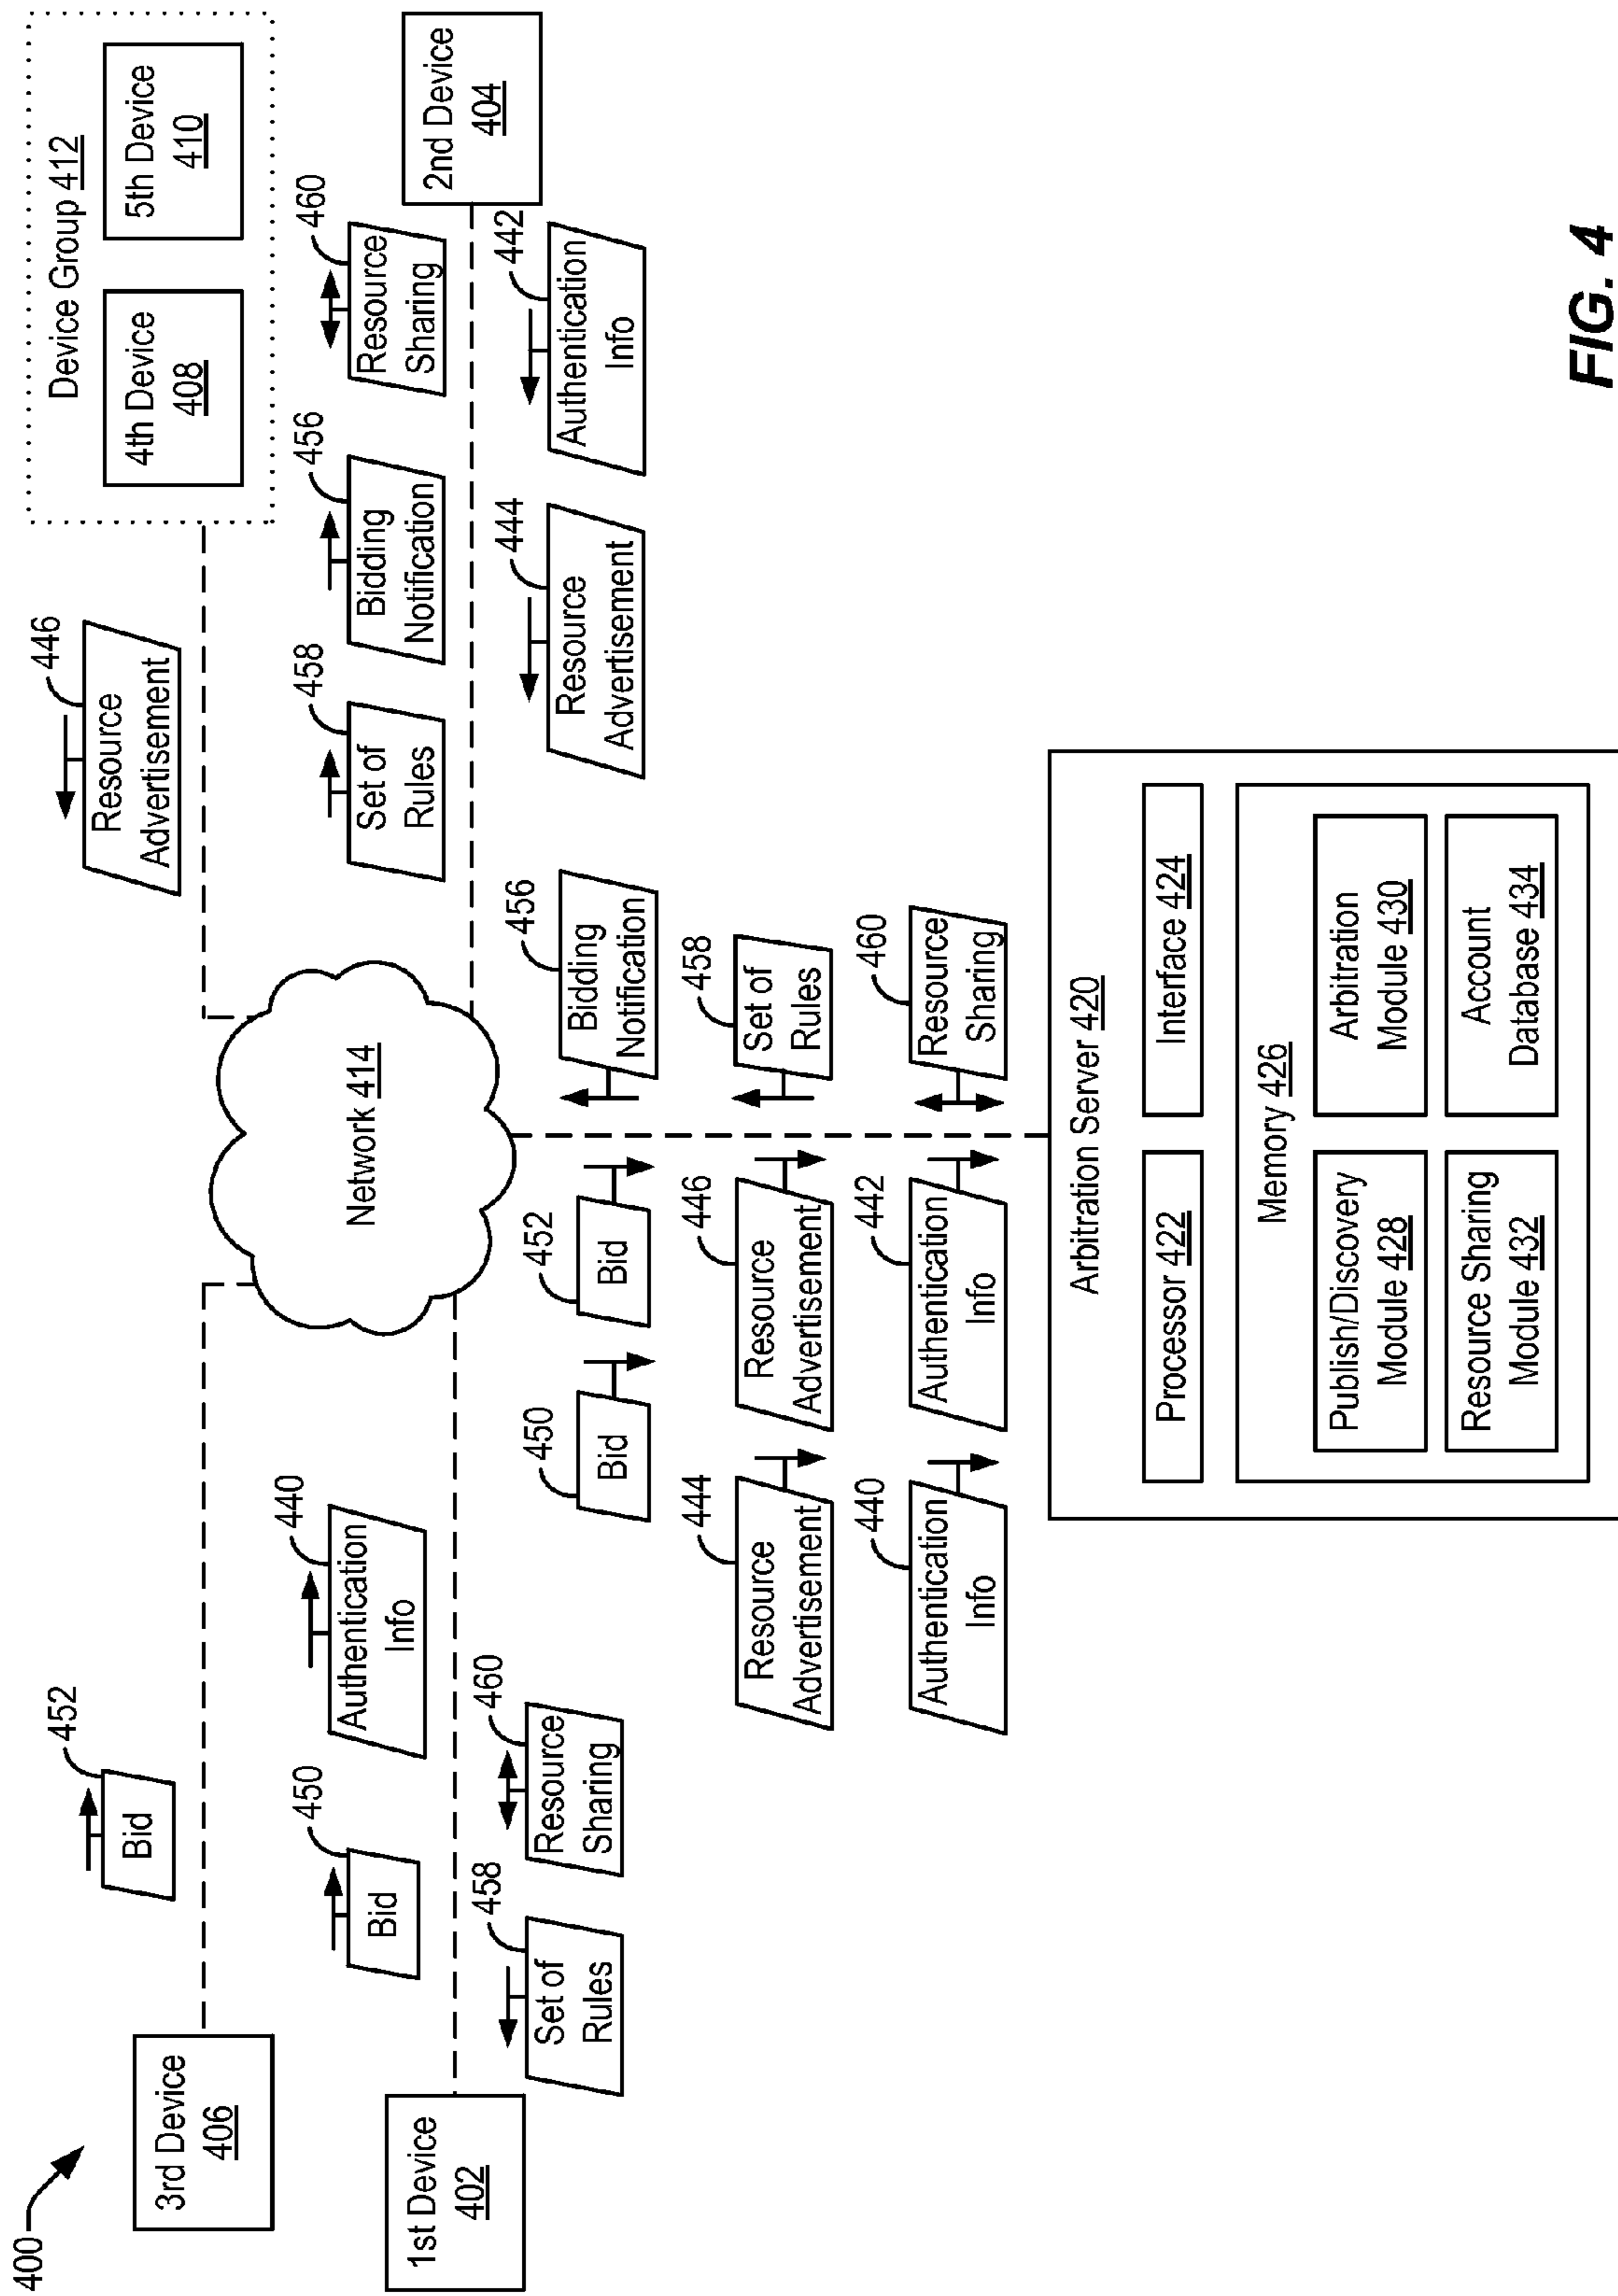 400
3rd Device
406
1st Device
402
Bid
452
Bid
450
Authentication
Info
440
Set of
Rules
458
Resource
Sharing
460
Network 414
Resource
Advertisement
446
Device Group 412
4th Device
408
5th Device
410
Set of
Rules
458
Bidding
Notification
456
Resource
Sharing
460
2nd Device
404
Resource
Advertisement
444
Authentication
Info
442
Bid
450
Bid
452
Bidding
Notification
456
Resource
Advertisement
444
Resource
Advertisement
446
Set of
Rules
458
Authentication
Info
440
Authentication
Info
442
Resource
Sharing
460
Arbitration Server 420
Processor 422
Interface 424
Memory 426
Publish/Discovery
Module 428
Arbitration
Module 430
Resource Sharing
Module 432
Account
Database 434
FIG. 4